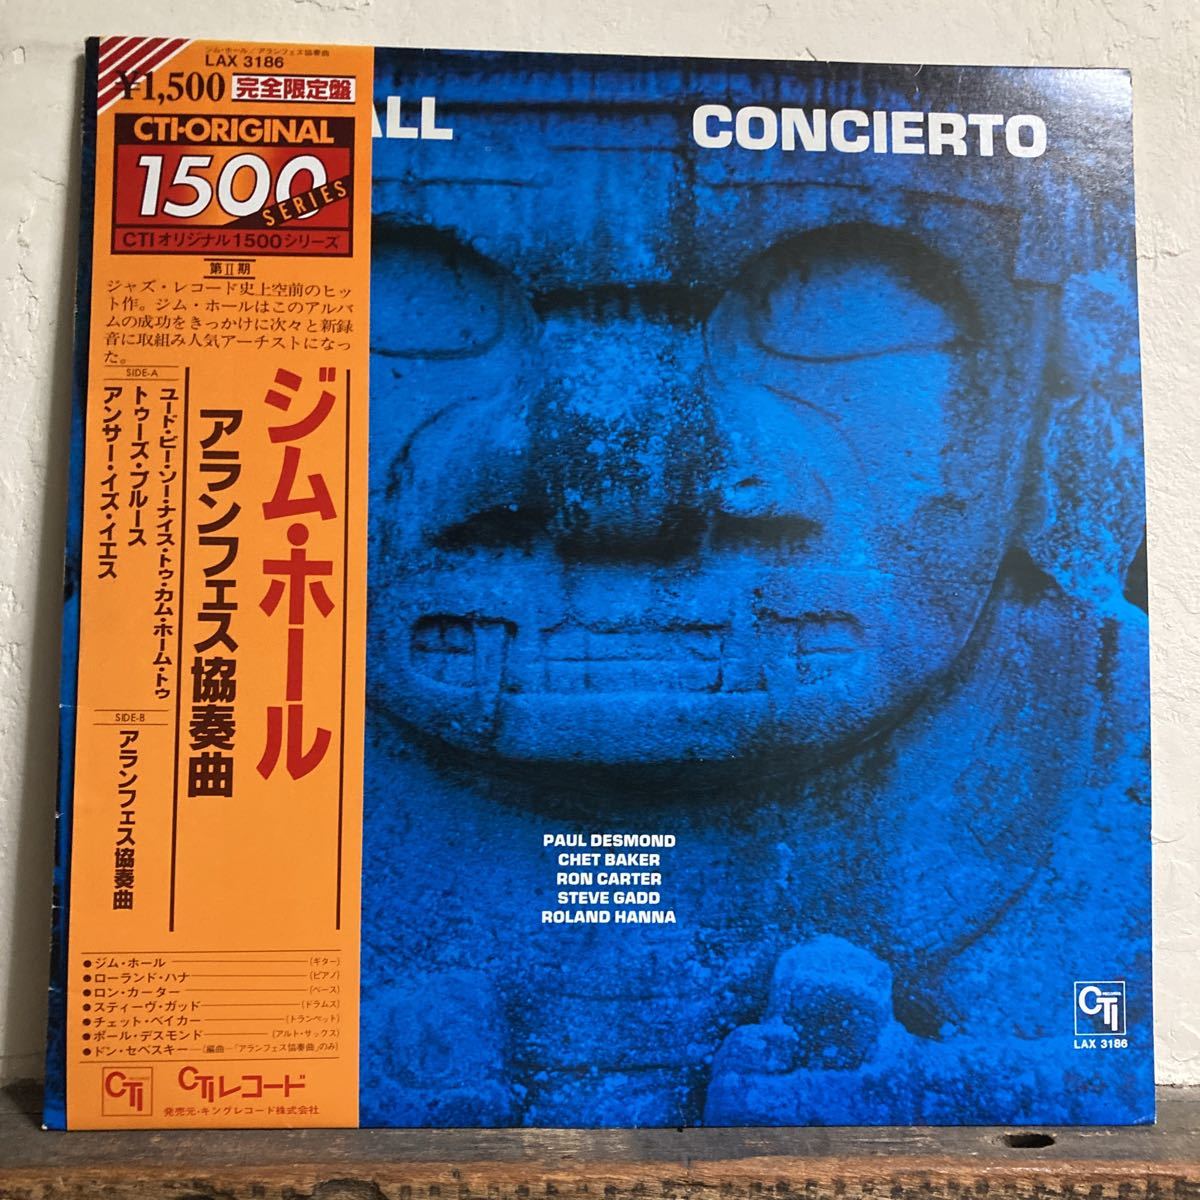 ジム・ホール/アランフェス協奏曲
LAX 3186
¥1,500 完全限定盤
CTI-ORIGINAL
1500
SERIES
CTIオリジナル1500シリーズ
第II期
ジャズ・レコード史上空前のヒッ
ト作。ジム・ホールはこのアルバ
ムの成功をきっかけに次々と新録
音に取組み人気アーチストになっ
た。
ジム・ホール
アランフェス協奏曲
SIDE-A
ユード・ビー・ソー・ナイス・トゥ・カム・ホーム・トゥ
トゥーズ・ブルース
アンサー・イズ・イエス
SIDE-B
アランフェス協奏曲
●ジム・ホール (ギター)
●ローランド・ハナ (ピアノ)
●ロン・カーター (ベース)
●スティーヴ・ガッド (ドラムス)
●チェット・ベイカー (トランペット)
●ポール・デスモンド (アルト・サックス)
●ドン・セベスキー (編曲―「アランフェス協奏曲」のみ)
CTI CTIレコード
発売元・キングレコード株式会社
ALL CONCIERTO
PAUL DESMOND
CHET BAKER
RON CARTER
STEVE GADD
ROLAND HANNA
CTI
LAX 3186